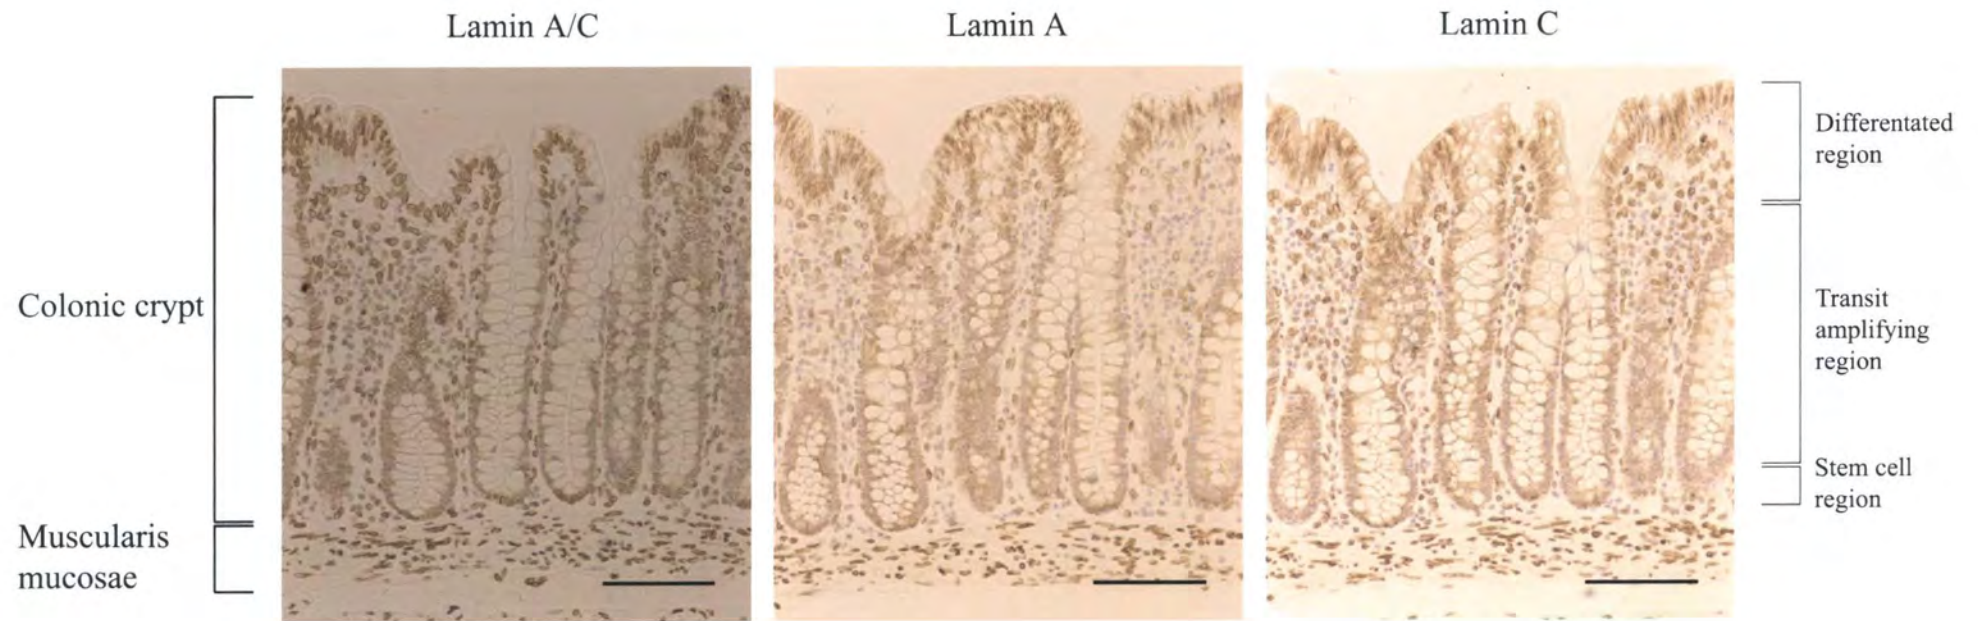 Lamin A/C
Lamin A
Lamin C
Colonic crypt
Muscularis
mucosae
Differentated
region
Transit
amplifying
region
Stem cell
region